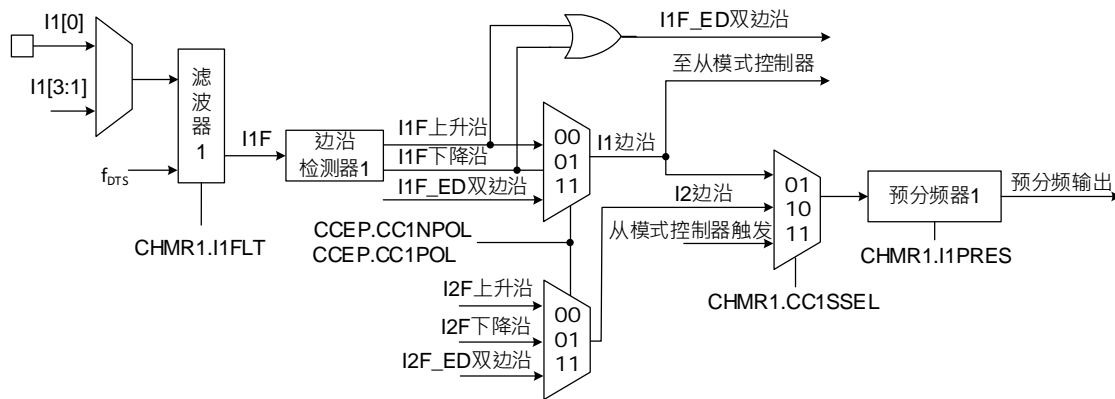 I1[0]
I1[3:1]
滤波器1
f_DTS
CHMR1.I1FLT
I1F
边沿
检测器1
I1F上升沿
I1F下降沿
I1F_ED双边沿
I1F_ED双边沿
至从模式控制器
00
01
11
I1边沿
CCEP.CC1NPOL
CCEP.CC1POL
I2F上升沿
I2F下降沿
I2F_ED双边沿
00
01
11
I2边沿
从模式控制器触发
01
10
11
CHMR1.CC1SSEL
预分频器1
CHMR1.I1PRES
预分频输出